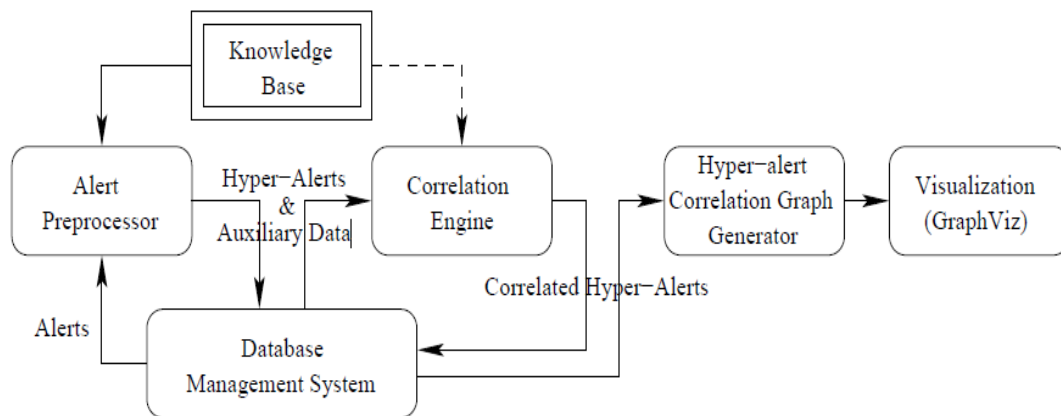 Knowledge
Base
Alert
Preprocessor
Hyper-Alerts
&
Auxiliary Data
Correlation
Engine
Hyper-alert
Correlation Graph
Generator
Visualization
(GraphViz)
Correlated Hyper-Alerts
Alerts
Database
Management System